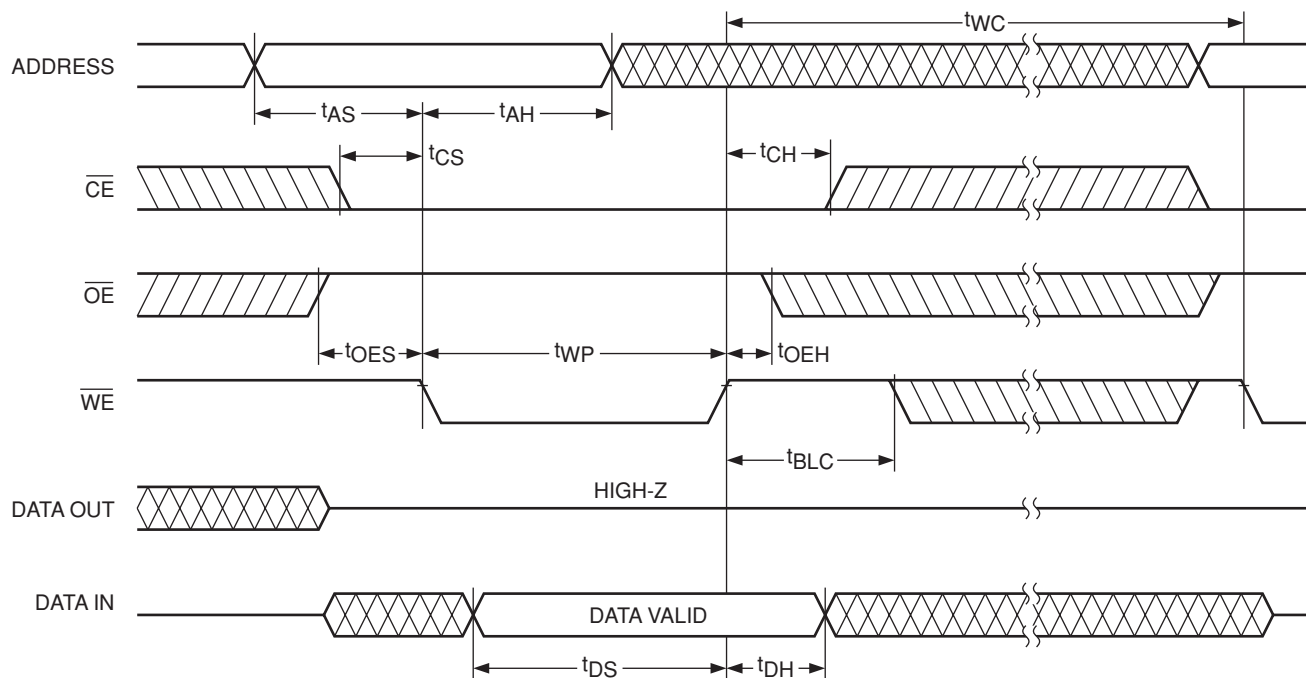 tWC
ADDRESS
tAS
tAH
tCS
tCH
CE
OE
tOES
tWP
tOEH
WE
tBLC
HIGH-Z
DATA OUT
DATA IN
DATA VALID
tDS
tDH